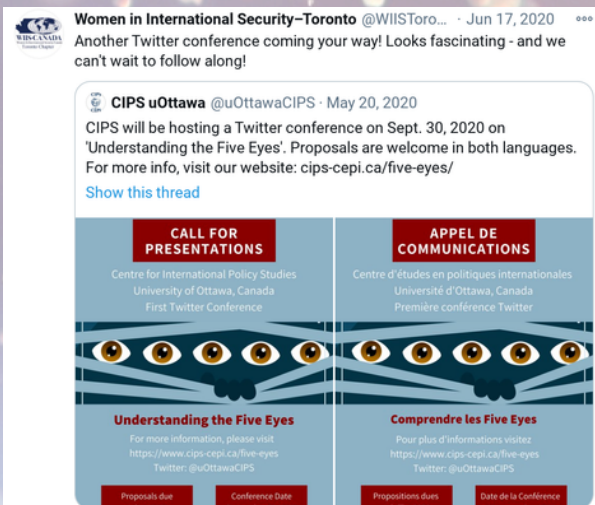 WIIS-CANADA
Toronto Chapter
Women in International Security–Toronto @WIISToro... · Jun 17, 2020
Another Twitter conference coming your way! Looks fascinating - and we
can't wait to follow along!
CIPS uOttawa @uOttawaCIPS · May 20, 2020
CIPS will be hosting a Twitter conference on Sept. 30, 2020 on
'Understanding the Five Eyes'. Proposals are welcome in both languages.
For more info, visit our website: cips-cepi.ca/five-eyes/
Show this thread
CALL FOR
PRESENTATIONS
Centre for International Policy Studies
University of Ottawa, Canada
First Twitter Conference
Understanding the Five Eyes
For more information, please visit
https://www.cips-cepi.ca/five-eyes
Twitter: @uOttawaCIPS
Proposals due
Conference Date
APPEL DE
COMMUNICATIONS
Centre d'études en politiques internationales
Université d'Ottawa, Canada
Première conférence Twitter
Comprendre les Five Eyes
Pour plus d'informations visitez
https://www.cips-cepi.ca/five-eyes
Twitter: @uOttawaCIPS
Propositions dues
Date de la Conférence